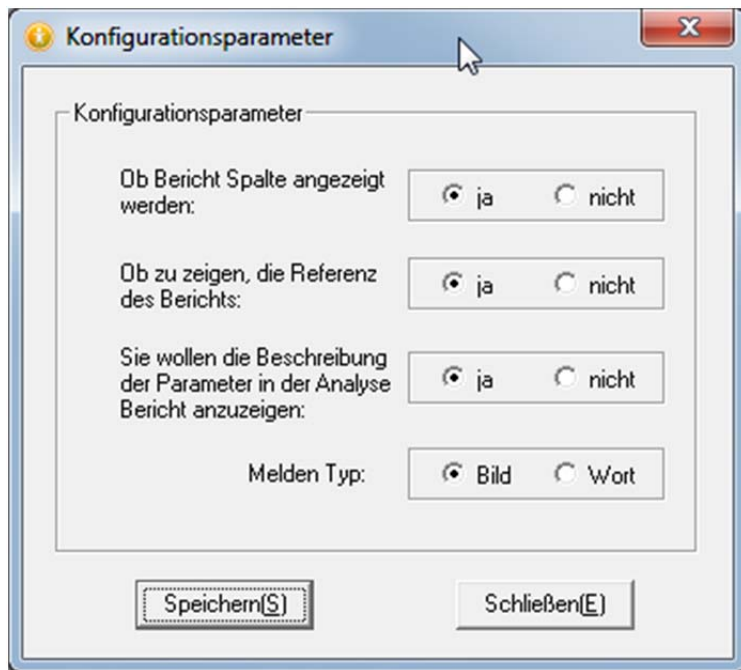 Konfigurationsparameter
Konfigurationsparameter
Ob Bericht Spalte angezeigt
werden:
ja nicht
Ob zu zeigen, die Referenz
des Berichts:
ja nicht
Sie wollen die Beschreibung
der Parameter in der Analyse
Bericht anzuzeigen:
ja nicht
Melden Typ:
Bild Wort
Speichern(S) Schließen(E)